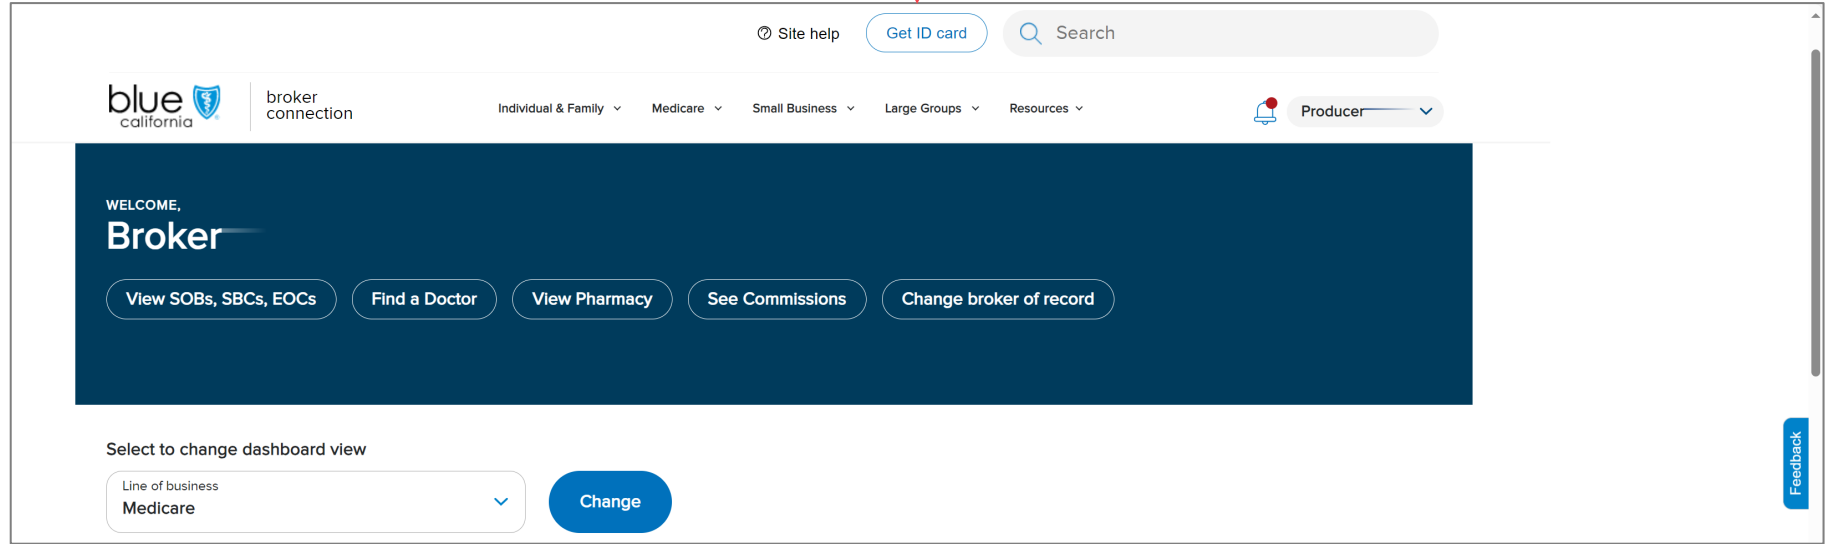 Site help
Get ID card
Search
blue
california
broker
connection
Individual & Family
Medicare
Small Business
Large Groups
Resources
Producer
WELCOME,
Broker
View SOBs, SBCs, EOCs
Find a Doctor
View Pharmacy
See Commissions
Change broker of record
Select to change dashboard view
Line of business
Medicare
Change
Feedback